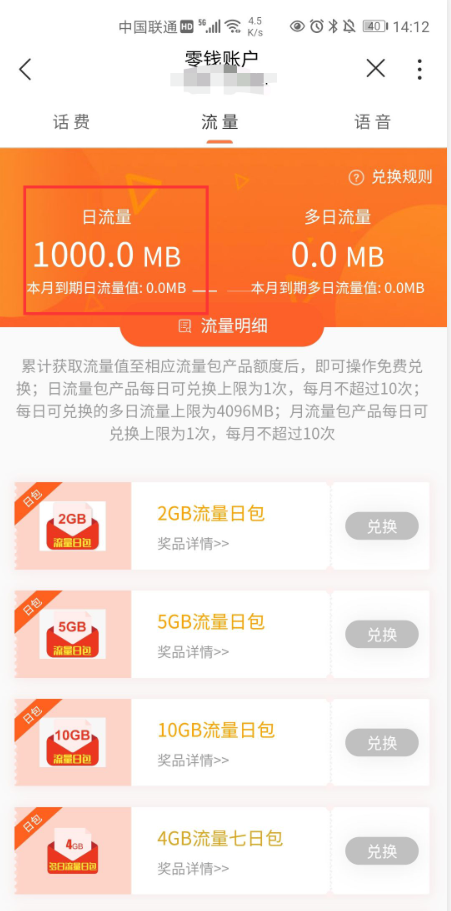 中国联通 HD 5G 4.5 K/s 40 14:12
零钱账户
话费 流量 语音
? 兑换规则
日流量 多日流量
1000.0 MB 0.0 MB
本月到期日流量值: 0.0MB 本月到期多日流量值: 0.0MB
流量明细
累计获取流量值至相应流量包产品额度后，即可操作免费兑
换；日流量包产品每日可兑换上限为1次，每月不超过10次；
每日可兑换的多日流量上限为4096MB；月流量包产品每日可
兑换上限为1次，每月不超过10次
日包
2GB
流量日包
2GB流量日包
奖品详情>>
兑换
日包
5GB
流量日包
5GB流量日包
奖品详情>>
兑换
日包
10GB
流量日包
10GB流量日包
奖品详情>>
兑换
日包
4GB
多日流量日包
4GB流量七日包
奖品详情>>
兑换